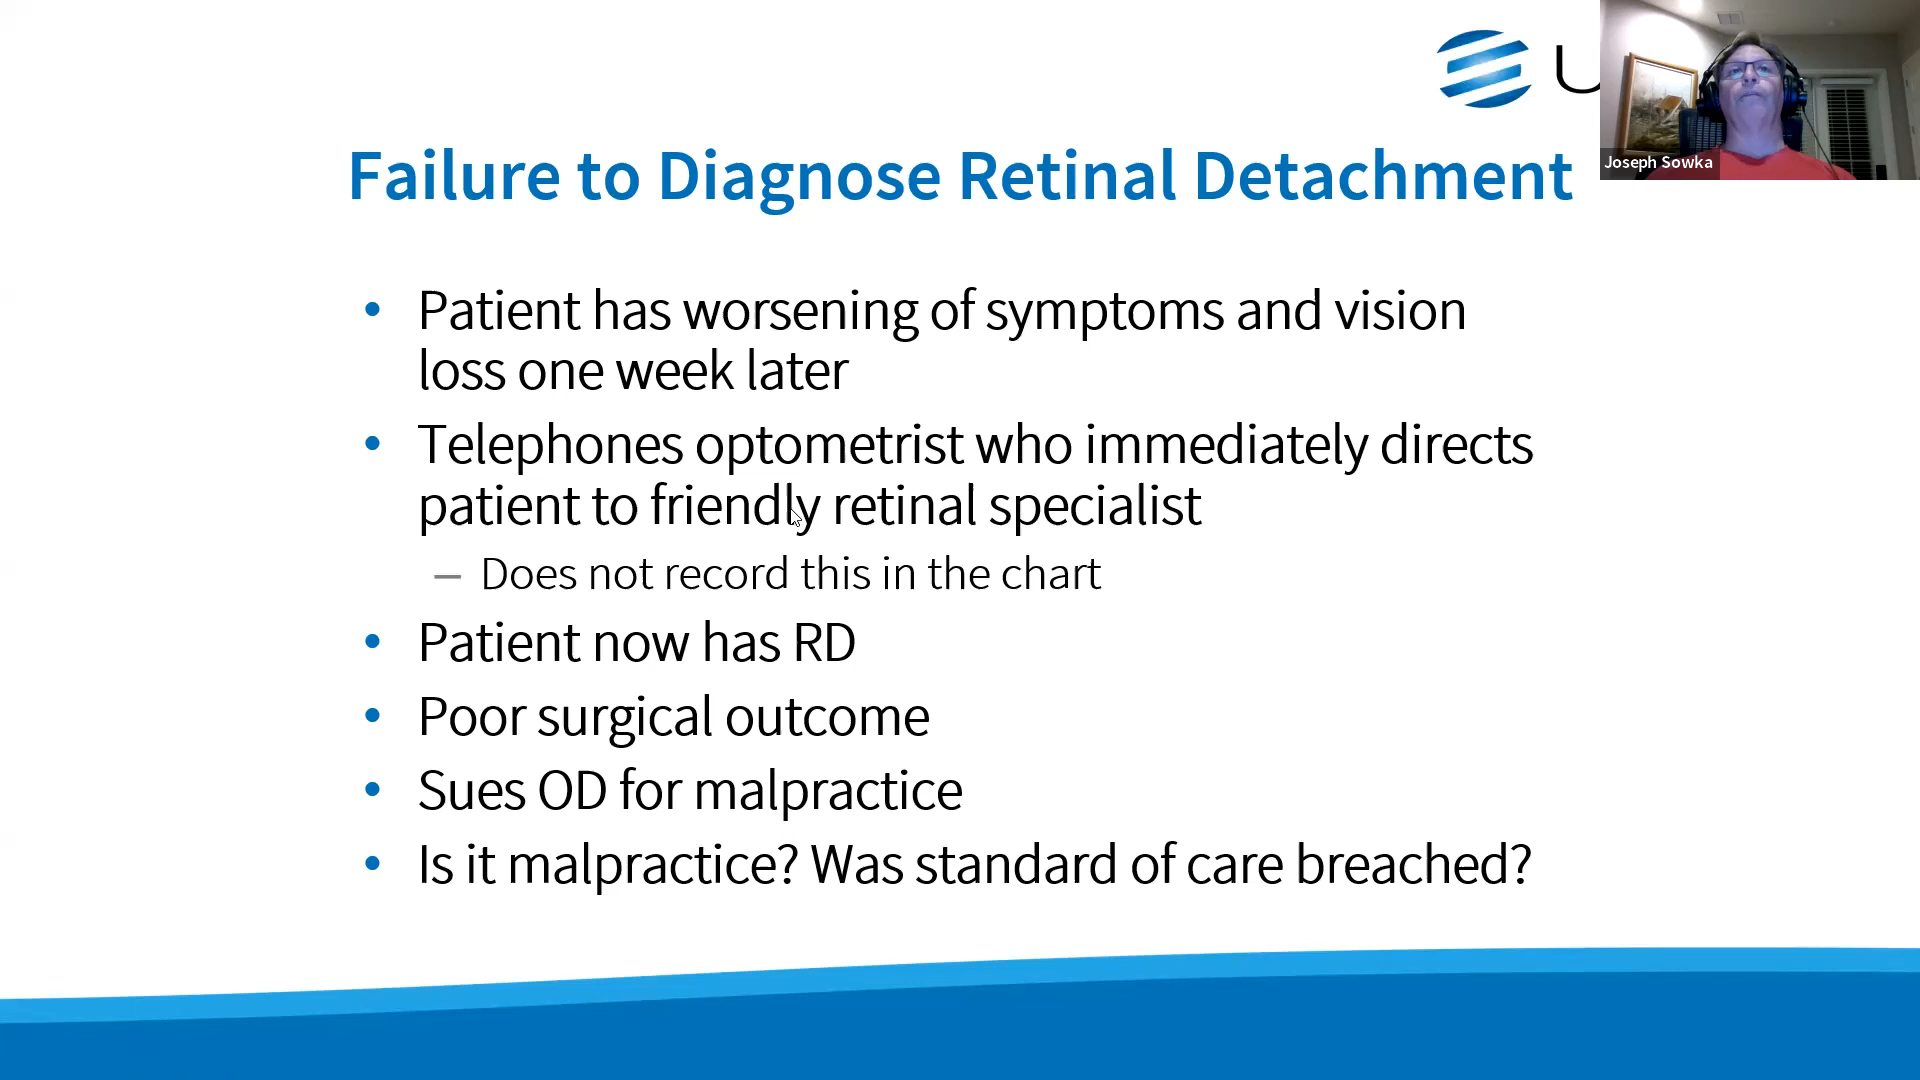 U
Joseph Sowka
Failure to Diagnose Retinal Detachment
• Patient has worsening of symptoms and vision
loss one week later
• Telephones optometrist who immediately directs
patient to friendly retinal specialist
– Does not record this in the chart
• Patient now has RD
• Poor surgical outcome
• Sues OD for malpractice
• Is it malpractice? Was standard of care breached?